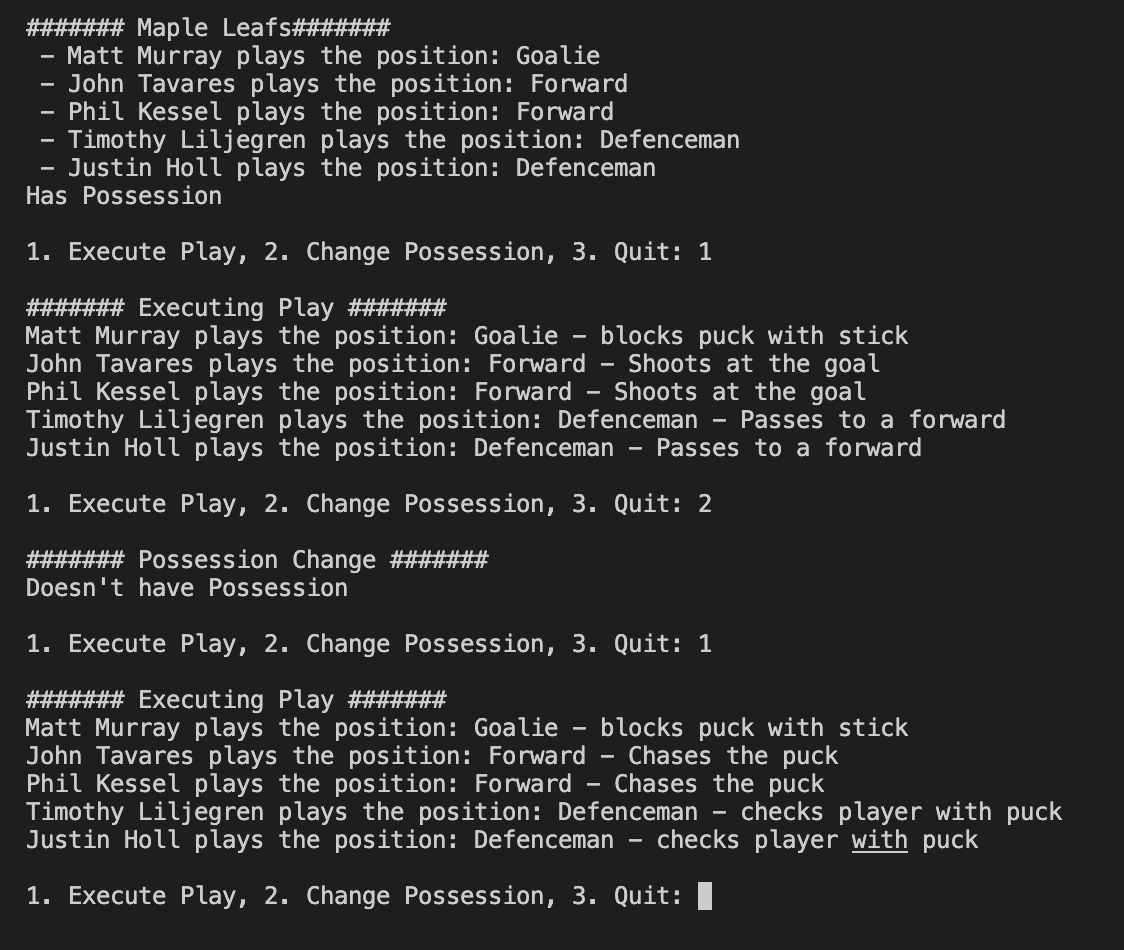 ####### Maple Leafs#######
 – Matt Murray plays the position: Goalie
 – John Tavares plays the position: Forward
 – Phil Kessel plays the position: Forward
 – Timothy Liljegren plays the position: Defenceman
 – Justin Holl plays the position: Defenceman
Has Possession
1. Execute Play, 2. Change Possession, 3. Quit: 1
####### Executing Play #######
Matt Murray plays the position: Goalie – blocks puck with stick
John Tavares plays the position: Forward – Shoots at the goal
Phil Kessel plays the position: Forward – Shoots at the goal
Timothy Liljegren plays the position: Defenceman – Passes to a forward
Justin Holl plays the position: Defenceman – Passes to a forward
1. Execute Play, 2. Change Possession, 3. Quit: 2
####### Possession Change #######
Doesn't have Possession
1. Execute Play, 2. Change Possession, 3. Quit: 1
####### Executing Play #######
Matt Murray plays the position: Goalie – blocks puck with stick
John Tavares plays the position: Forward – Chases the puck
Phil Kessel plays the position: Forward – Chases the puck
Timothy Liljegren plays the position: Defenceman – checks player with puck
Justin Holl plays the position: Defenceman – checks player with puck
1. Execute Play, 2. Change Possession, 3. Quit: